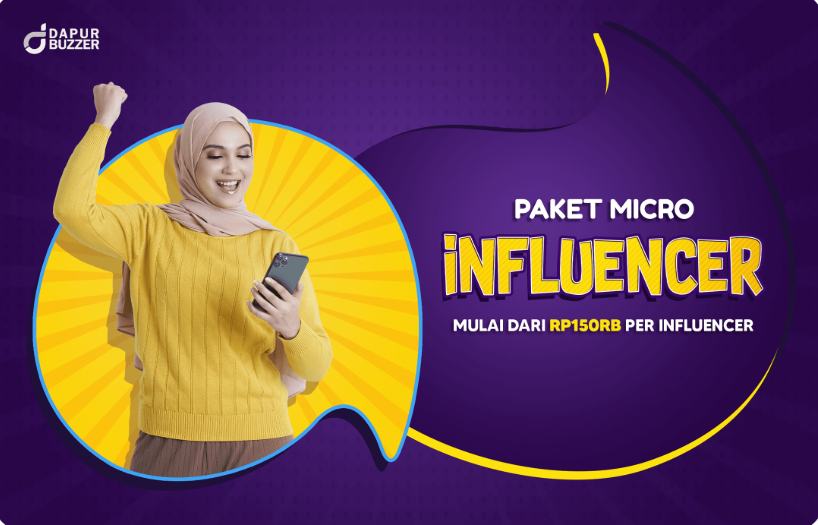 DAPUR
BUZZER
PAKET MICRO
iNFLUENCER
MULAI DARI RP150RB PER INFLUENCER